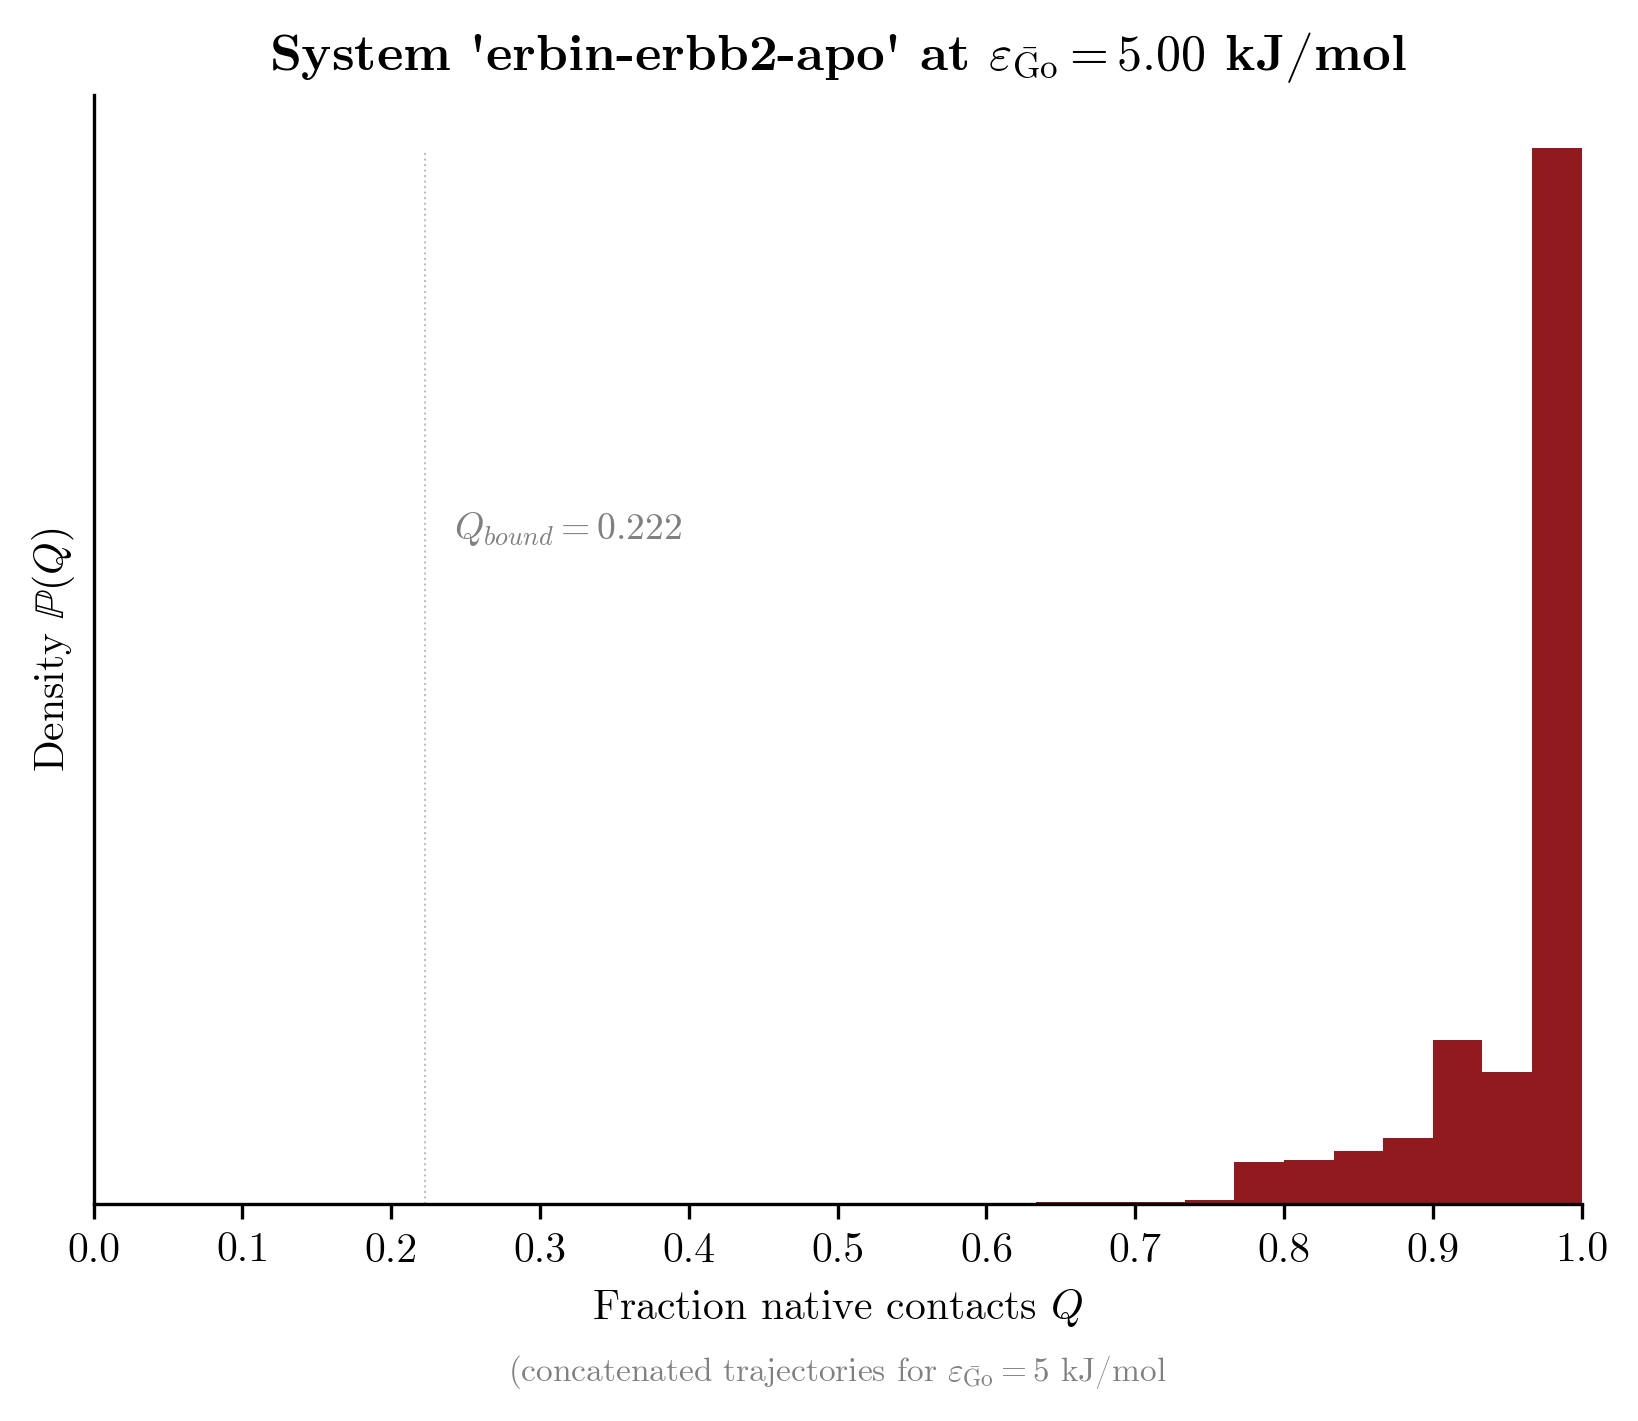 System 'erbin-erbb2-apo' at ε_Ḡo = 5.00 kJ/mol
Density ℙ(Q)
Q_bound = 0.222
0.0 0.1 0.2 0.3 0.4 0.5 0.6 0.7 0.8 0.9 1.0
Fraction native contacts Q
(concatenated trajectories for ε_Ḡo = 5 kJ/mol